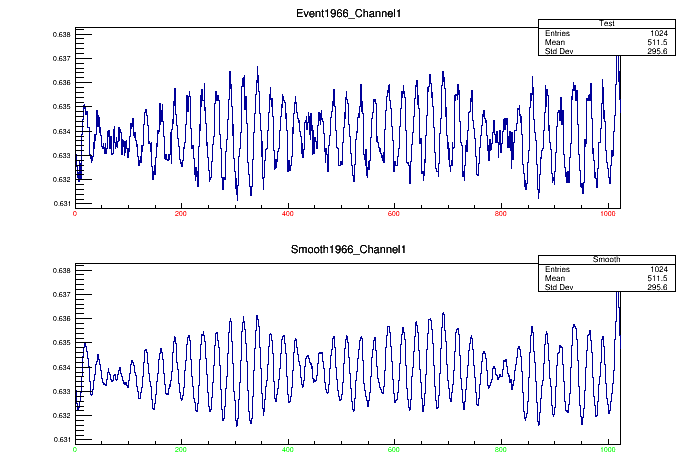 Event1966_Channel1
Test
Entries 1024
Mean 511.5
Std Dev 295.6
0.638
0.637
0.636
0.635
0.634
0.633
0.632
0.631
0 200 400 600 800 1000
Smooth1966_Channel1
Smooth
Entries 1024
Mean 511.5
Std Dev 295.6
0.638
0.637
0.636
0.635
0.634
0.633
0.632
0.631
0 200 400 600 800 1000